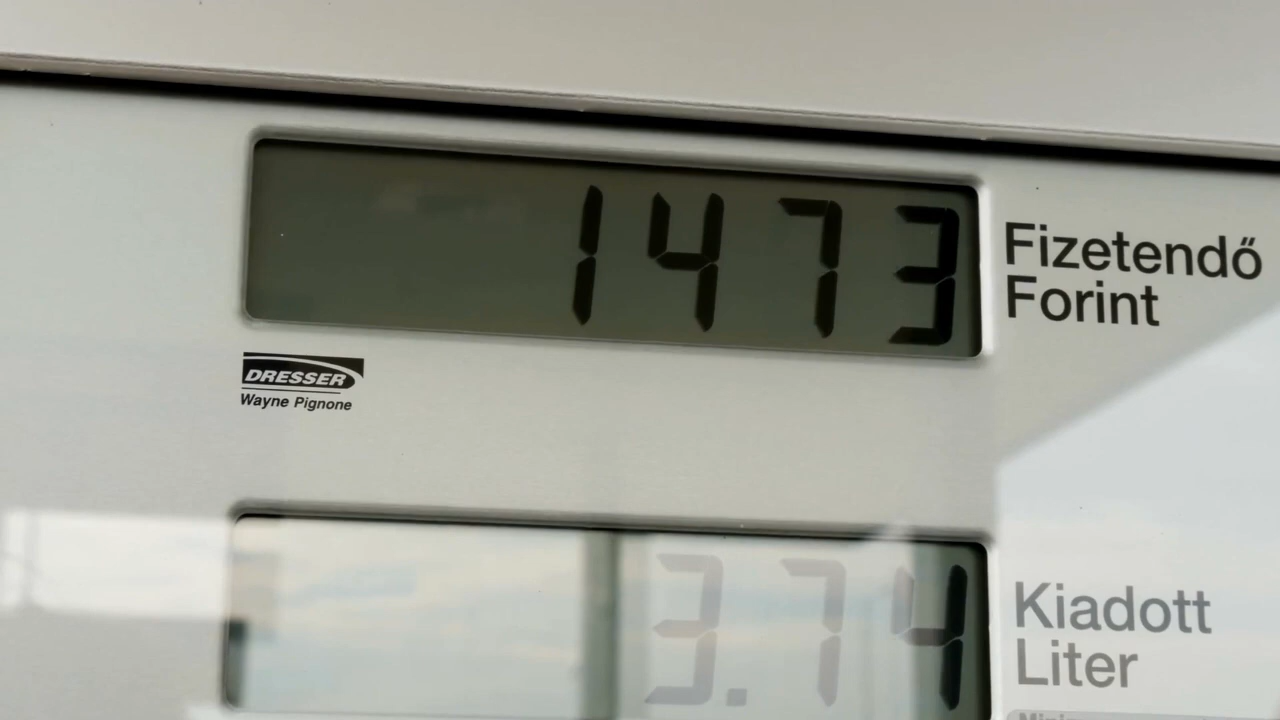 1473
Fizetendő
Forint
DRESSER
Wayne Pignone
3.74
Kiadott
Liter